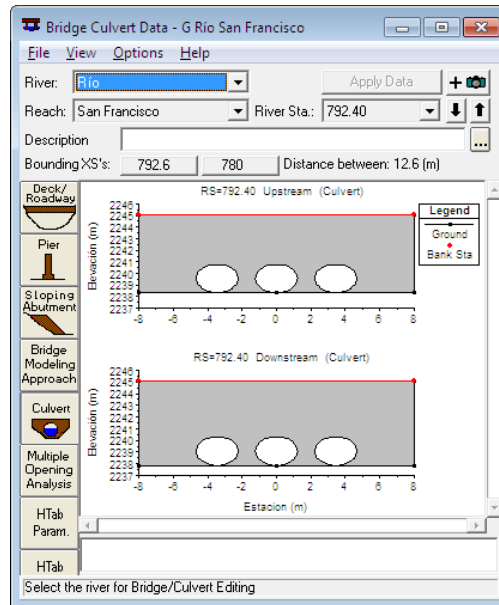 Bridge Culvert Data - G Río San Francisco
File View Options Help
River: Río Apply Data
Reach: San Francisco River Sta.: 792.40
Description ...
Bounding XS's: 792.6 780 Distance between: 12.6 (m)
Deck/
Roadway
Pier
Sloping
Abutment
Bridge
Modeling
Approach
Culvert
Multiple
Opening
Analysis
HTab
Param.
HTab
RS=792.40 Upstream (Culvert)
Elevación (m)
2246
2245
2244
2243
2242
2241
2240
2239
2238
2237
-8 -6 -4 -2 0 2 4 6 8
Legend
Ground
Bank Sta
RS=792.40 Downstream (Culvert)
Elevación (m)
2246
2245
2244
2243
2242
2241
2240
2239
2238
2237
-8 -6 -4 -2 0 2 4 6 8
Estacion (m)
Select the river for Bridge/Culvert Editing